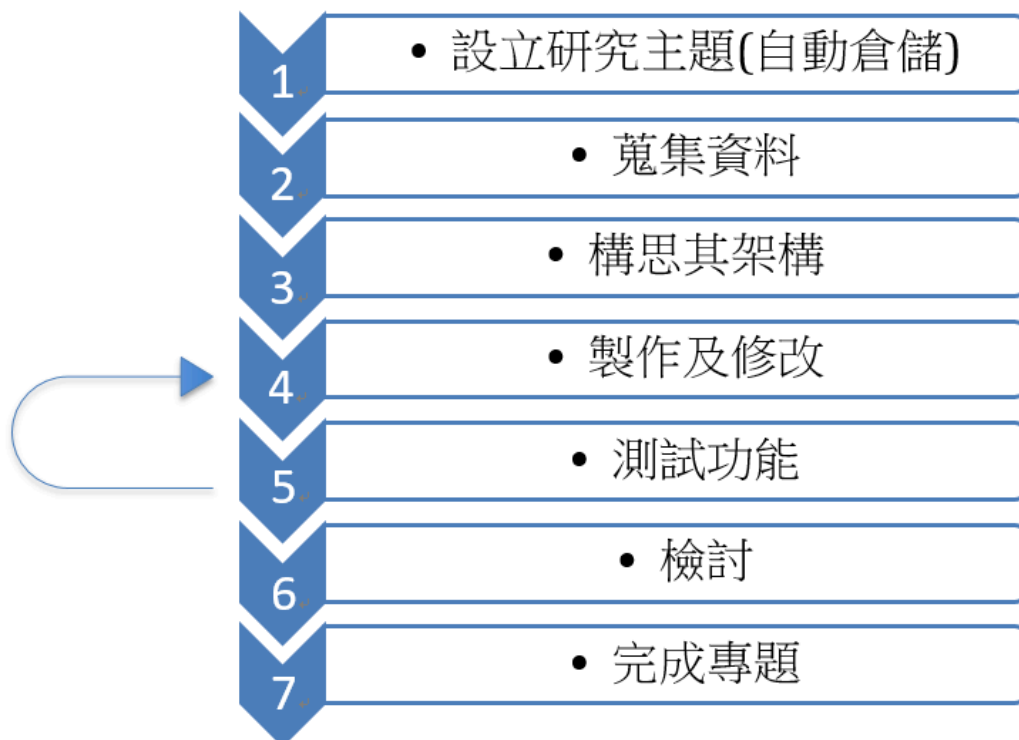 1 • 設立研究主題(自動倉儲)
2 • 蒐集資料
3 • 構思其架構
4 • 製作及修改
5 • 測試功能
6 • 檢討
7 • 完成專題